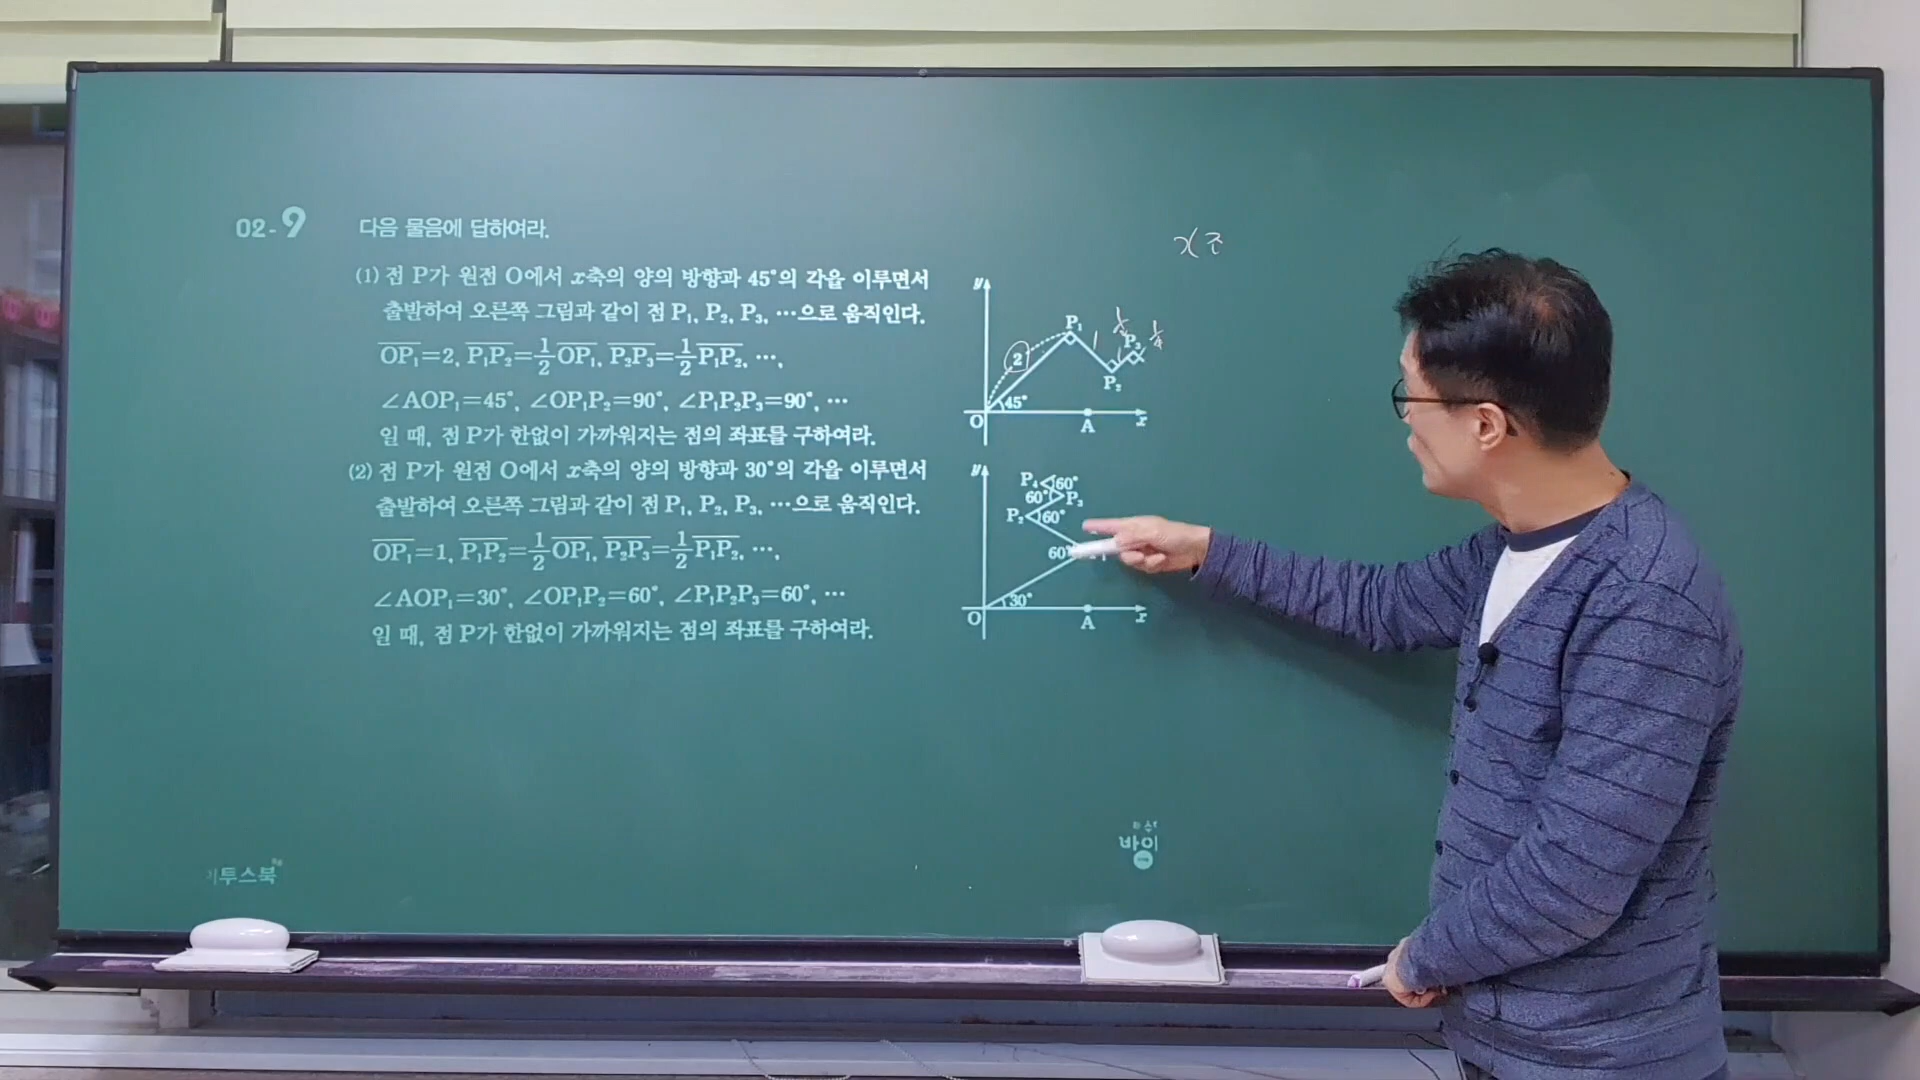 02-9 다음 물음에 답하여라.
(1) 점 P가 원점 O에서 x축의 양의 방향과 45°의 각을 이루면서
출발하여 오른쪽 그림과 같이 점 P₁, P₂, P₃, ⋯으로 움직인다.
OP₁=2, P₁P₂=1/2 OP₁, P₂P₃=1/2 P₁P₂, ⋯,
∠AOP₁=45°, ∠OP₁P₂=90°, ∠P₁P₂P₃=90°, ⋯
일 때, 점 P가 한없이 가까워지는 점의 좌표를 구하여라.
(2) 점 P가 원점 O에서 x축의 양의 방향과 30°의 각을 이루면서
출발하여 오른쪽 그림과 같이 점 P₁, P₂, P₃, ⋯으로 움직인다.
OP₁=1, P₁P₂=1/2 OP₁, P₂P₃=1/2 P₁P₂, ⋯,
∠AOP₁=30°, ∠OP₁P₂=60°, ∠P₁P₂P₃=60°, ⋯
일 때, 점 P가 한없이 가까워지는 점의 좌표를 구하여라.
x
y
P₁
1
1/2
P₃
1/4
2
P₂
45°
O A x
y
P₄ 60°
60° P₃
P₂ 60°
60°
30°
O A x
바이
투스북